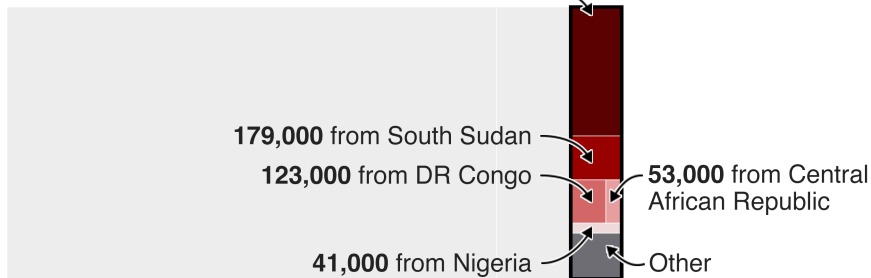 179,000 from South Sudan
123,000 from DR Congo
53,000 from Central
African Republic
41,000 from Nigeria
Other